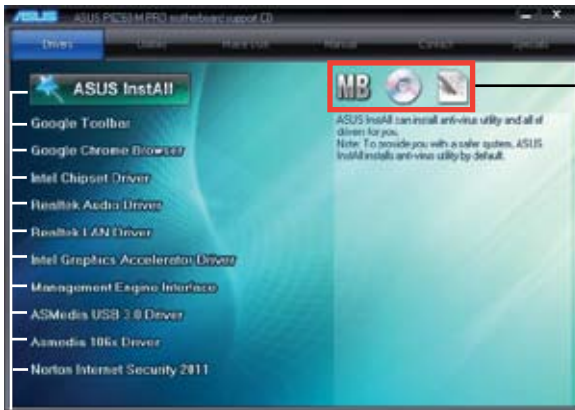 ASUS ASUS P8Z68-M PRO motherboard support CD
Drivers Utility Manual Contact Specials
ASUS InstAll
MB
ASUS InstAll can install anti-virus utility and all of
drivers for you.
Note: To provide you with a safer system, ASUS
InstAll installs anti-virus utility by default.
Google Toolbar
Google Chrome Browser
Intel Chipset Driver
Realtek Audio Driver
Realtek LAN Driver
Intel Graphics Accelerator Driver
Management Engine Interface
ASMedia USB 3.0 Driver
Asmedia 106x Driver
Norton Internet Security 2011